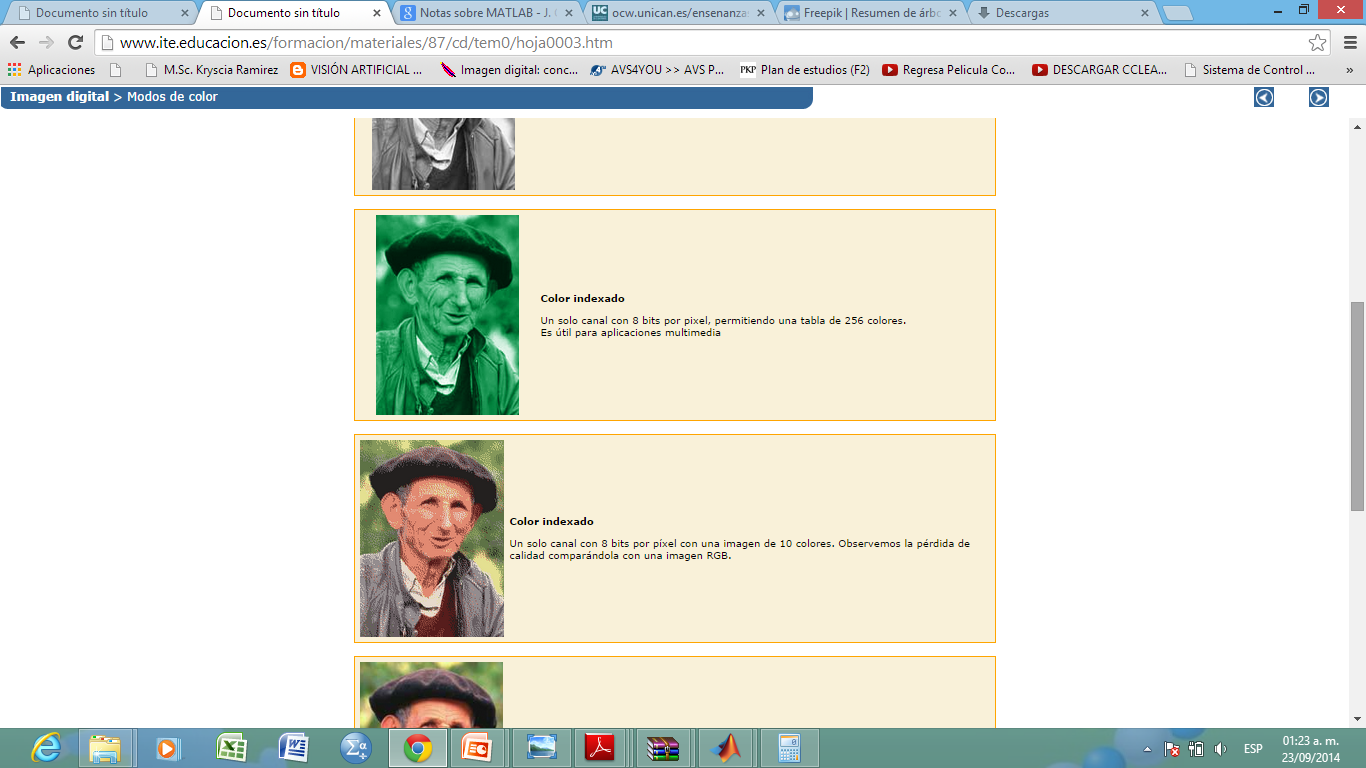 Documento sin título
Documento sin título
Notas sobre MATLAB - J.
ocw.unican.es/ensenanza
Freepik | Resumen de árbo
Descargas
www.ite.educacion.es/formacion/materiales/87/cd/tem0/hoja0003.htm
Aplicaciones
M.Sc. Kryscia Ramirez
VISIÓN ARTIFICIAL ...
Imagen digital: conc...
AVS4YOU >> AVS P...
PKP Plan de estudios (F2)
Regresa Pelicula Co...
DESCARGAR CCLEA...
Sistema de Control ...
»
Imagen digital > Modos de color
Color indexado
Un solo canal con 8 bits por pixel, permitiendo una tabla de 256 colores.
Es útil para aplicaciones multimedia
Color indexado
Un solo canal con 8 bits por píxel con una imagen de 10 colores. Observemos la pérdida de
calidad comparándola con una imagen RGB.
ESP
01:23 a. m.
23/09/2014